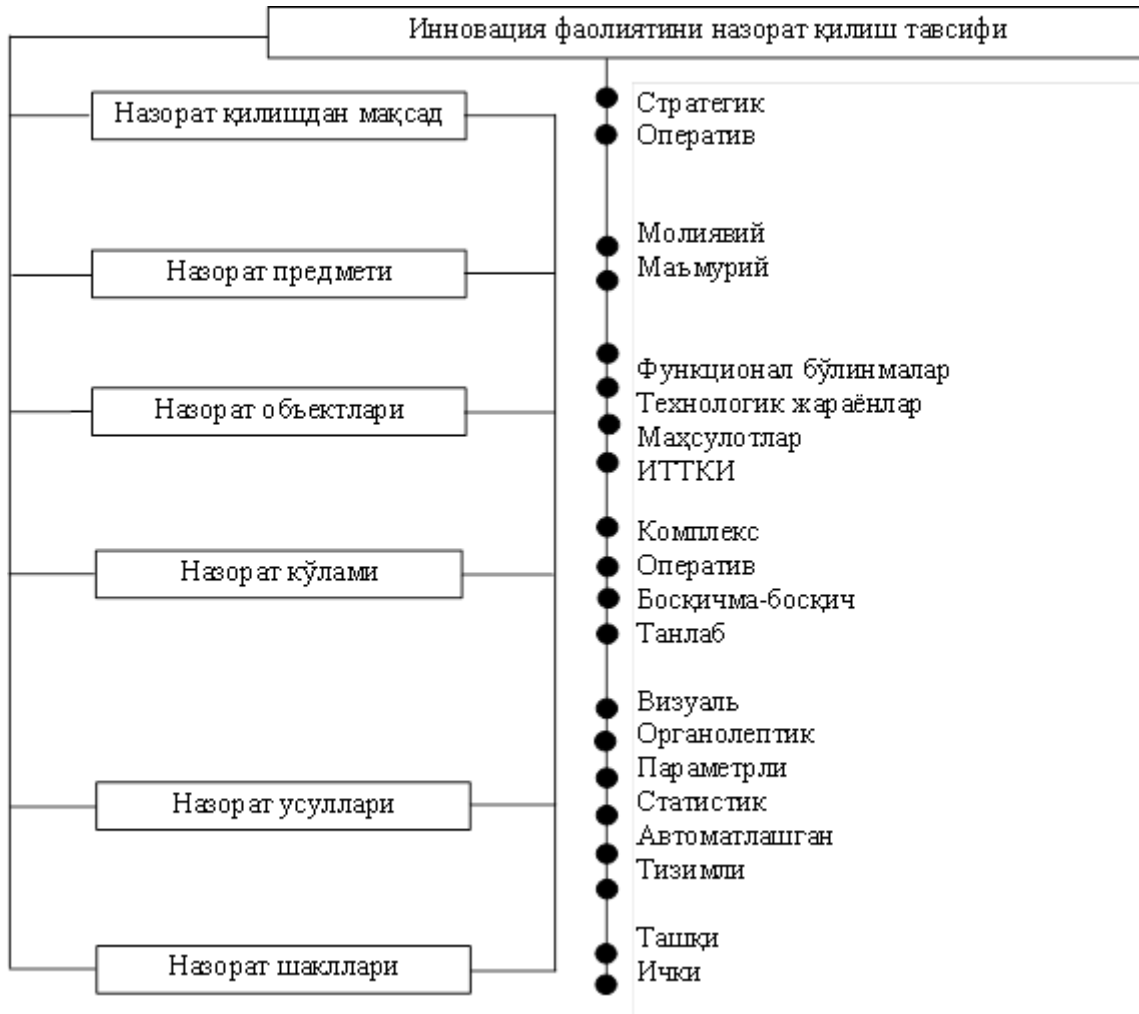 Инновация фаолиятини назорат қилиш тавсифи
Назорат қилишдан мақсад
Стратегик
Оператив
Назорат предмети
Молиявий
Маъмурий
Назорат объектлари
Функционал бўлинмалар
Технологик жараёнлар
Маҳсулотлар
ИТТКИ
Назорат кўлами
Комплекс
Оператив
Босқичма-босқич
Танлаб
Назорат усуллари
Визуаль
Органолептик
Параметрли
Статистик
Автоматлашган
Тизимли
Назорат шакллари
Ташқи
Ички